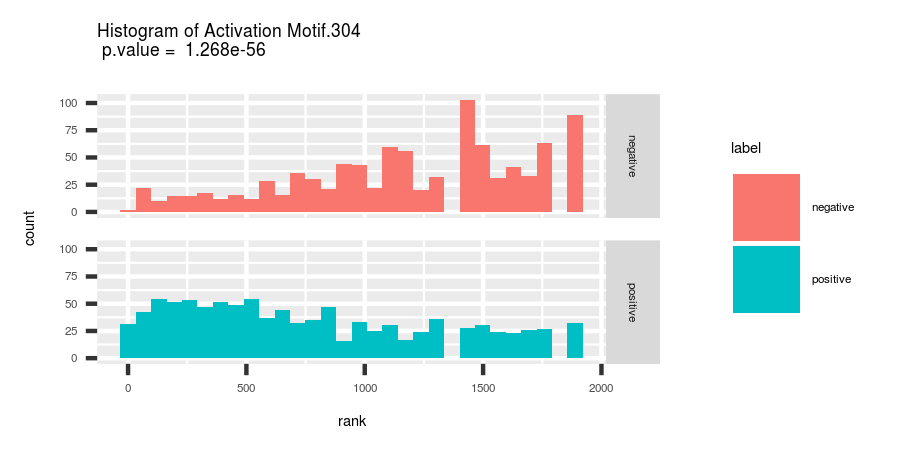 Histogram of Activation Motif.304
p.value = 1.268e-56
count
100
75
50
25
0
negative
100
75
50
25
0
positive
0 500 1000 1500 2000
rank
label
negative
positive